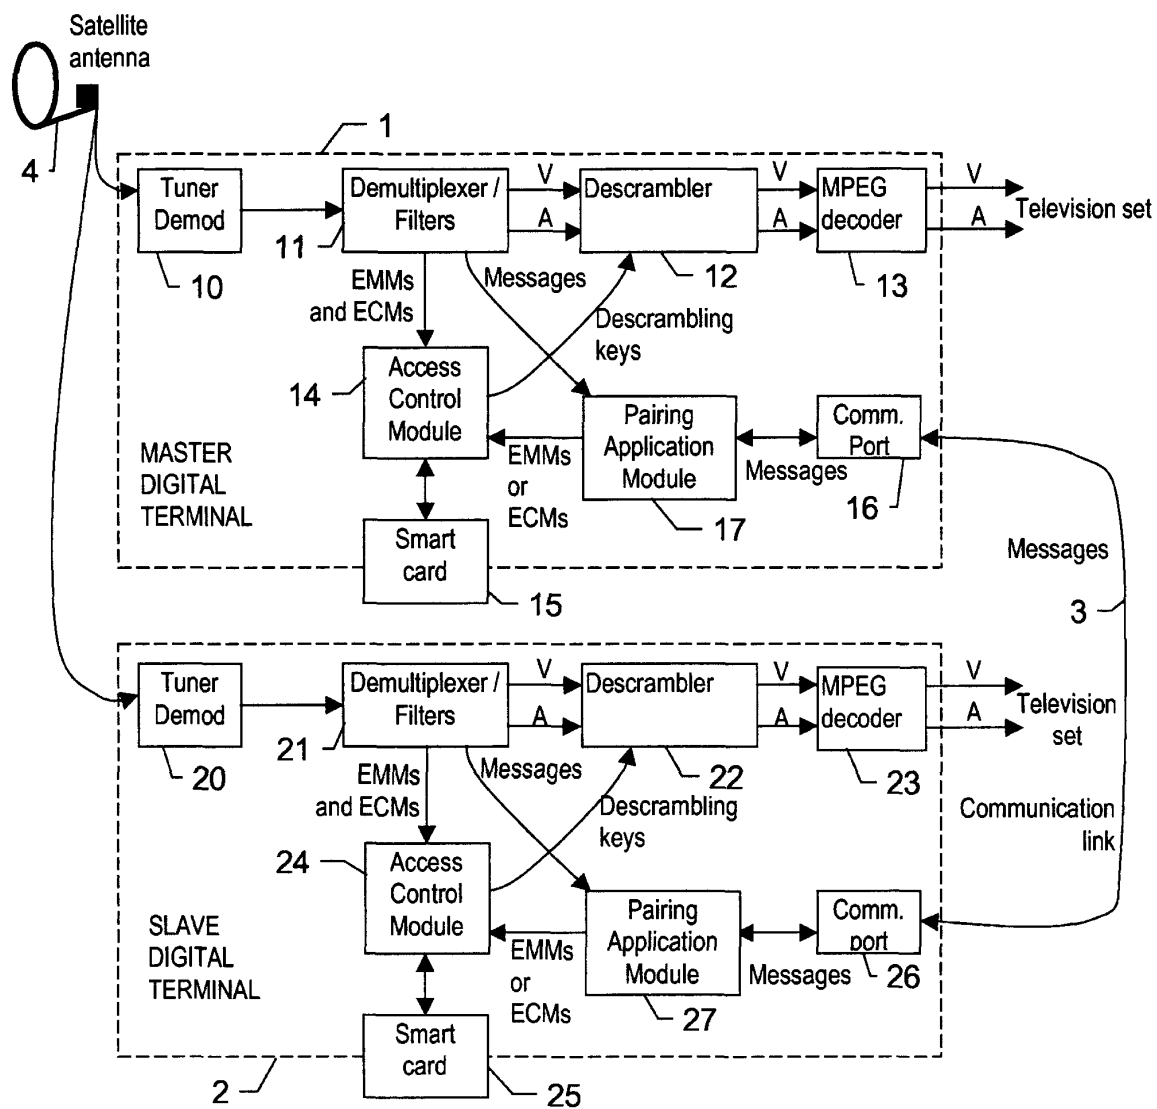 Satellite
antenna
4
1
Tuner
Demod
10
Demultiplexer /
Filters
11
V
A
Descrambler
12
V
A
MPEG
decoder
13
V
A
Television set
EMMs
and ECMs
Messages
Descrambling
keys
Access
Control
Module
14
Pairing
Application
Module
17
Comm.
Port
16
EMMs
or
ECMs
Messages
MASTER
DIGITAL
TERMINAL
Smart
card
15
Messages
3
Tuner
Demod
20
Demultiplexer /
Filters
21
V
A
Descrambler
22
V
A
MPEG
decoder
23
V
A
Television
set
EMMs
and ECMs
Messages
Descrambling
keys
Communication
link
Access
Control
Module
24
Pairing
Application
Module
27
Comm.
port
26
EMMs
or
ECMs
Messages
SLAVE
DIGITAL
TERMINAL
Smart
card
25
2